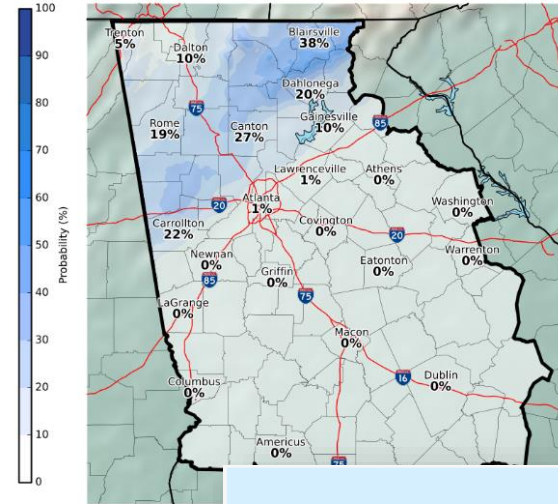 100
90
80
70
60
50
40
30
20
10
0
Probability (%)
Trenton
5%
Dalton
10%
Blairsville
38%
Dahlonega
20%
Gainesville
10%
75
85
Rome
19%
Canton
27%
Lawrenceville
1%
Athens
0%
Atlanta
1%
20
Carrollton
22%
Covington
0%
20
Washington
0%
Warrenton
0%
Newnan
0%
85
Griffin
0%
Eatonton
0%
75
LaGrange
0%
Macon
0%
16
Dublin
0%
Columbus
0%
Americus
0%
75